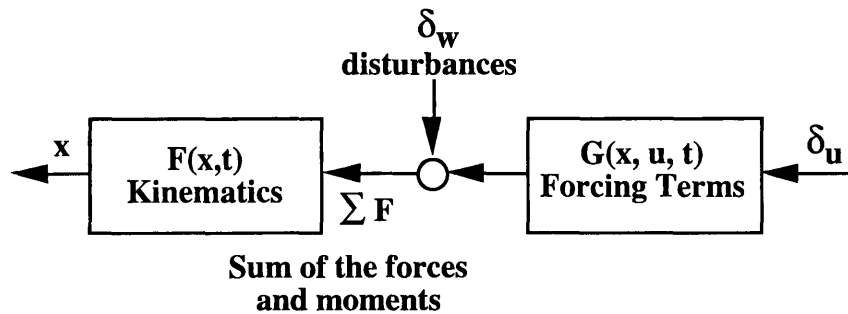 δw
disturbances
x
F(x,t)
Kinematics
∑ F
G(x, u, t)
Forcing Terms
δu
Sum of the forces
and moments